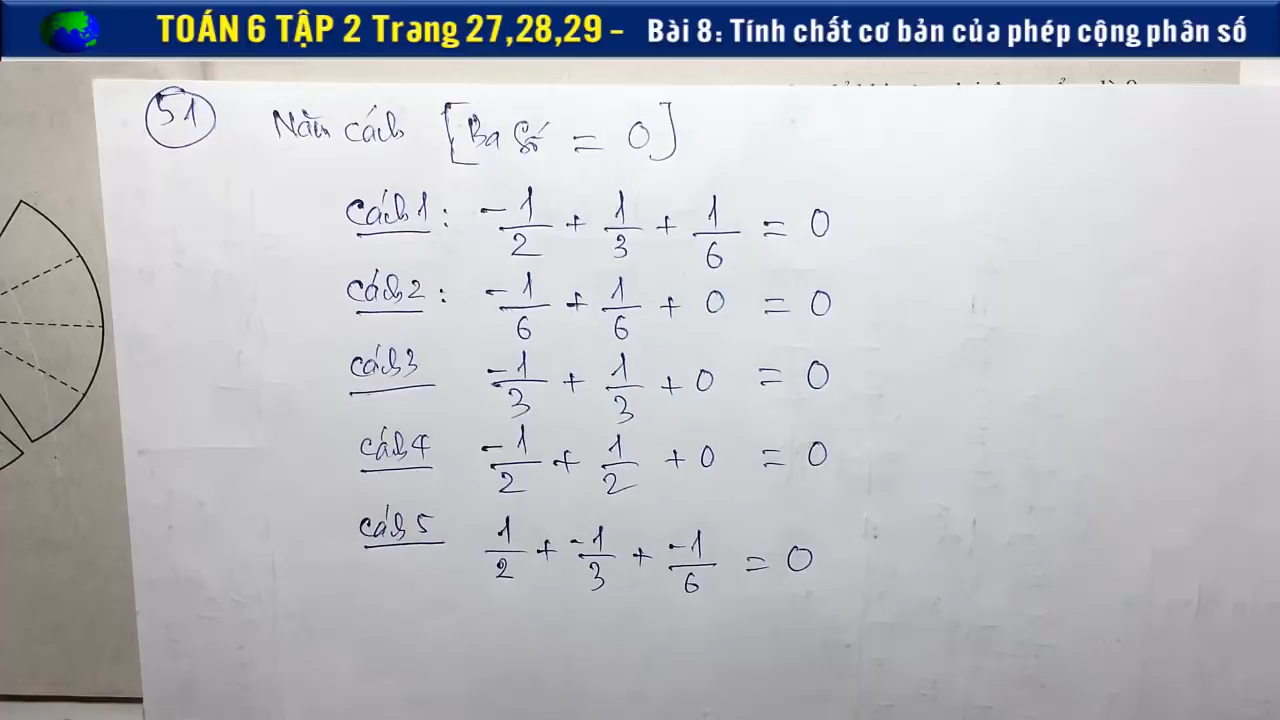 TOÁN 6 TẬP 2 Trang 27,28,29 - Bài 8: Tính chất cơ bản của phép cộng phân số
51 Năm cách [Ba số = 0]
Cách 1: -1/2 + 1/3 + 1/6 = 0
Cách 2: -1/6 + 1/6 + 0 = 0
Cách 3 -1/3 + 1/3 + 0 = 0
Cách 4 -1/2 + 1/2 + 0 = 0
Cách 5 1/2 + -1/3 + -1/6 = 0